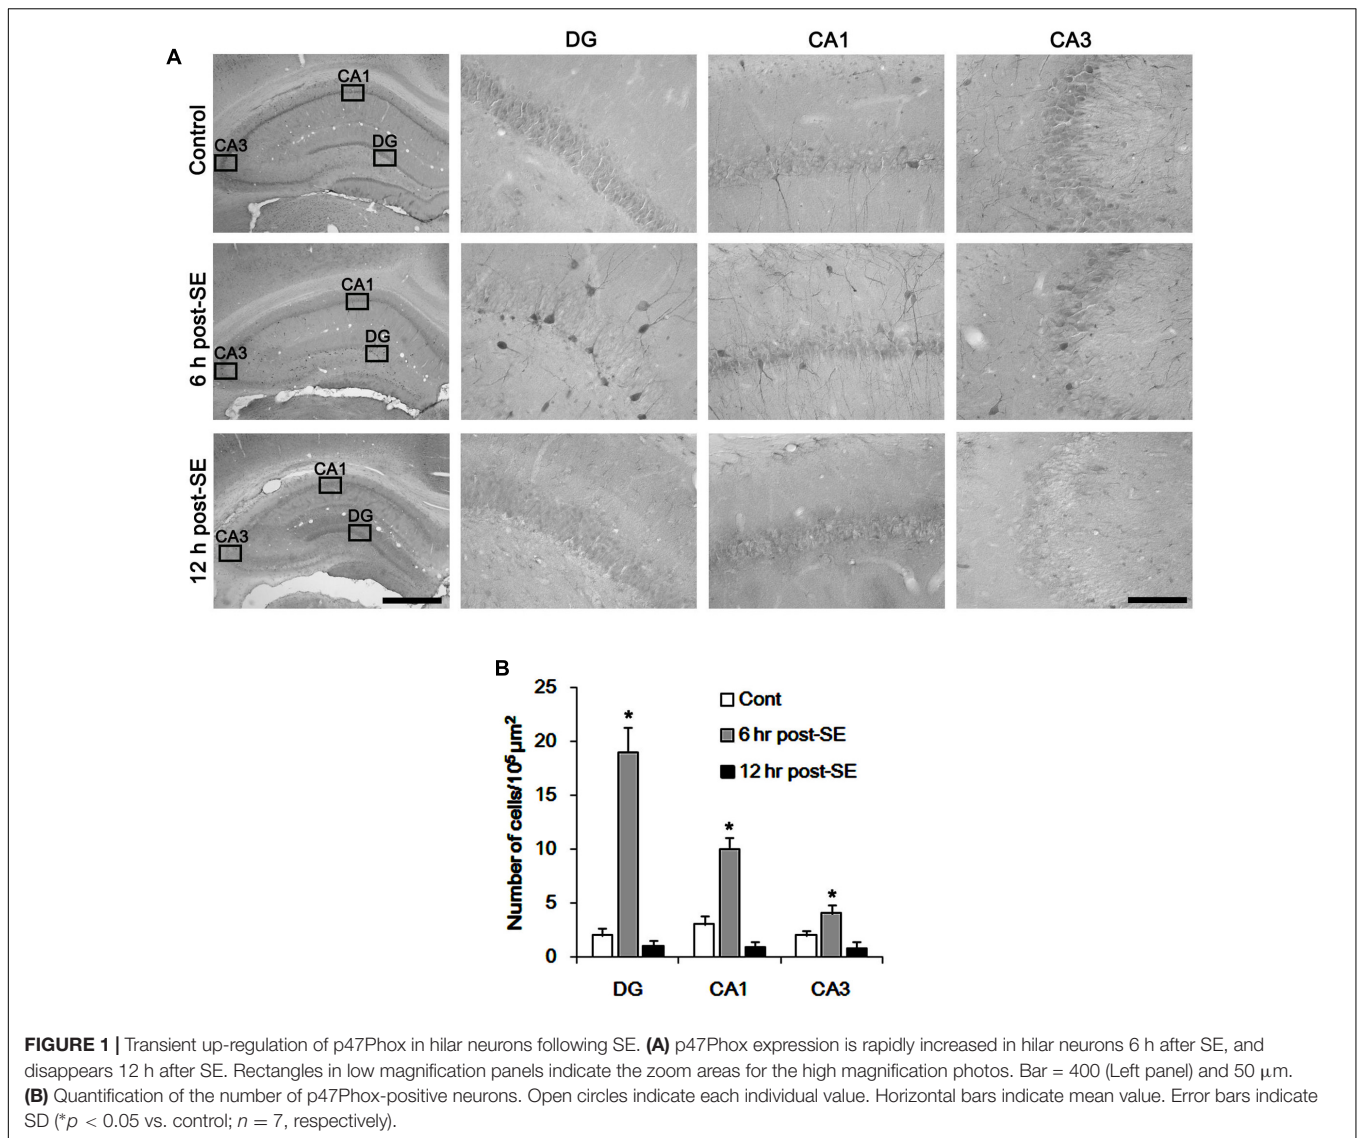 DG CA1 CA3
A
Control
CA1
CA3
DG
6 h post-SE
CA1
CA3
DG
12 h post-SE
CA1
CA3
DG
B
Number of cells/10⁵μm²
25
20
15
10
5
0
*
*
*
Cont
6 hr post-SE
12 hr post-SE
DG CA1 CA3
FIGURE 1 | Transient up-regulation of p47Phox in hilar neurons following SE. (A) p47Phox expression is rapidly increased in hilar neurons 6 h after SE, and
disappears 12 h after SE. Rectangles in low magnification panels indicate the zoom areas for the high magnification photos. Bar = 400 (Left panel) and 50 μm.
(B) Quantification of the number of p47Phox-positive neurons. Open circles indicate each individual value. Horizontal bars indicate mean value. Error bars indicate
SD (*p < 0.05 vs. control; n = 7, respectively).